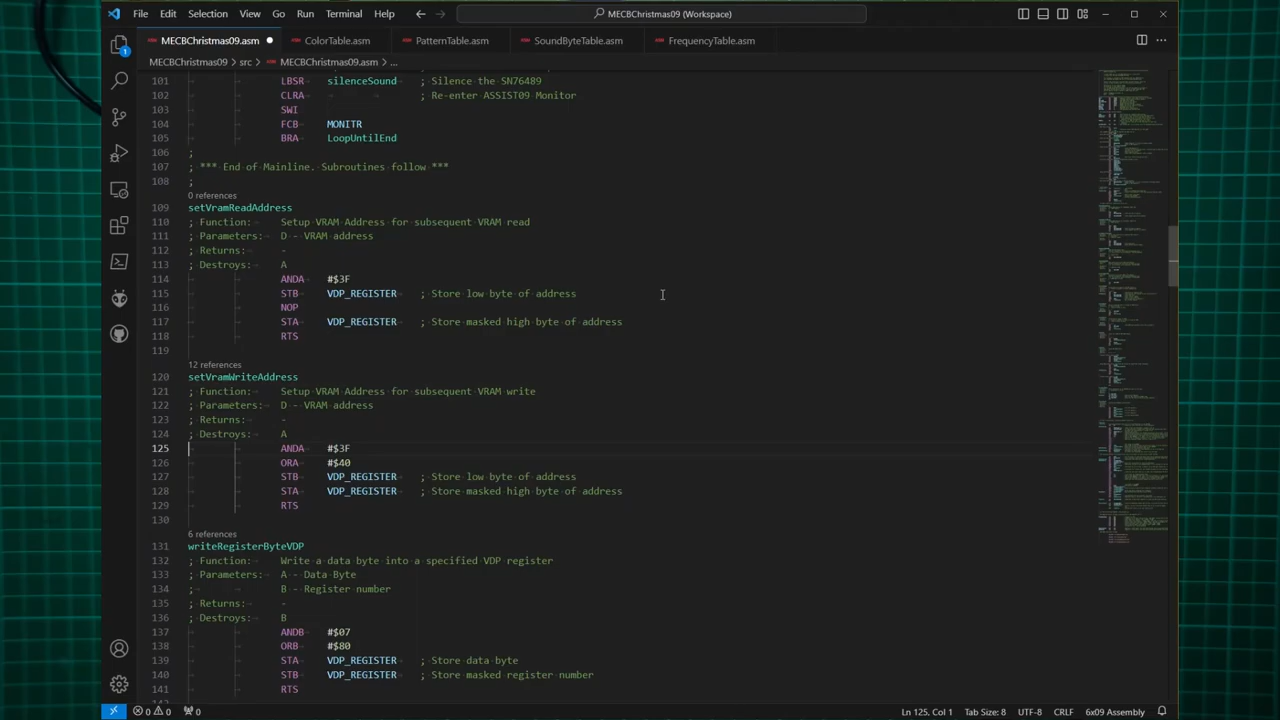 File Edit Selection View Go Run Terminal Help
MECBChristmas09 (Workspace)
MECBChristmas09.asm ColorTable.asm PatternTable.asm SoundByteTable.asm FrequencyTable.asm
MECBChristmas09 > src > MECBChristmas09.asm > ...
101 LBSR silenceSound ; Silence the SN76489
102 CLRA ; Re-enter ASSIST09 Monitor
103 SWI
104 FCB MONITR
105 BRA LoopUntilEnd
106 ;
107 ; *** End of Mainline. Subroutines follow ***
108 ;
0 references
109 setVramReadAddress
110 ; Function: Setup VRAM Address for subsequent VRAM read
111 ; Parameters: D - VRAM address
112 ; Returns: -
113 ; Destroys: A
114 ANDA #$3F
115 STB VDP_REGISTER ; Store low byte of address
116 NOP
117 STA VDP_REGISTER ; Store masked high byte of address
118 RTS
119
12 references
120 setVramWriteAddress
121 ; Function: Setup VRAM Address for subsequent VRAM write
122 ; Parameters: D - VRAM address
123 ; Returns: -
124 ; Destroys: A
125 ANDA #$3F
126 ORA #$40
127 STB VDP_REGISTER ; Store low byte of address
128 STA VDP_REGISTER ; Store masked high byte of address
129 RTS
130
6 references
131 writeRegisterByteVDP
132 ; Function: Write a data byte into a specified VDP register
133 ; Parameters: A - Data Byte
134 ; B - Register number
135 ; Returns: -
136 ; Destroys: B
137 ANDB #$07
138 ORB #$80
139 STA VDP_REGISTER ; Store data byte
140 STB VDP_REGISTER ; Store masked register number
141 RTS
1
0 0 0 Ln 125, Col 1 Tab Size: 8 UTF-8 CRLF 6x09 Assembly